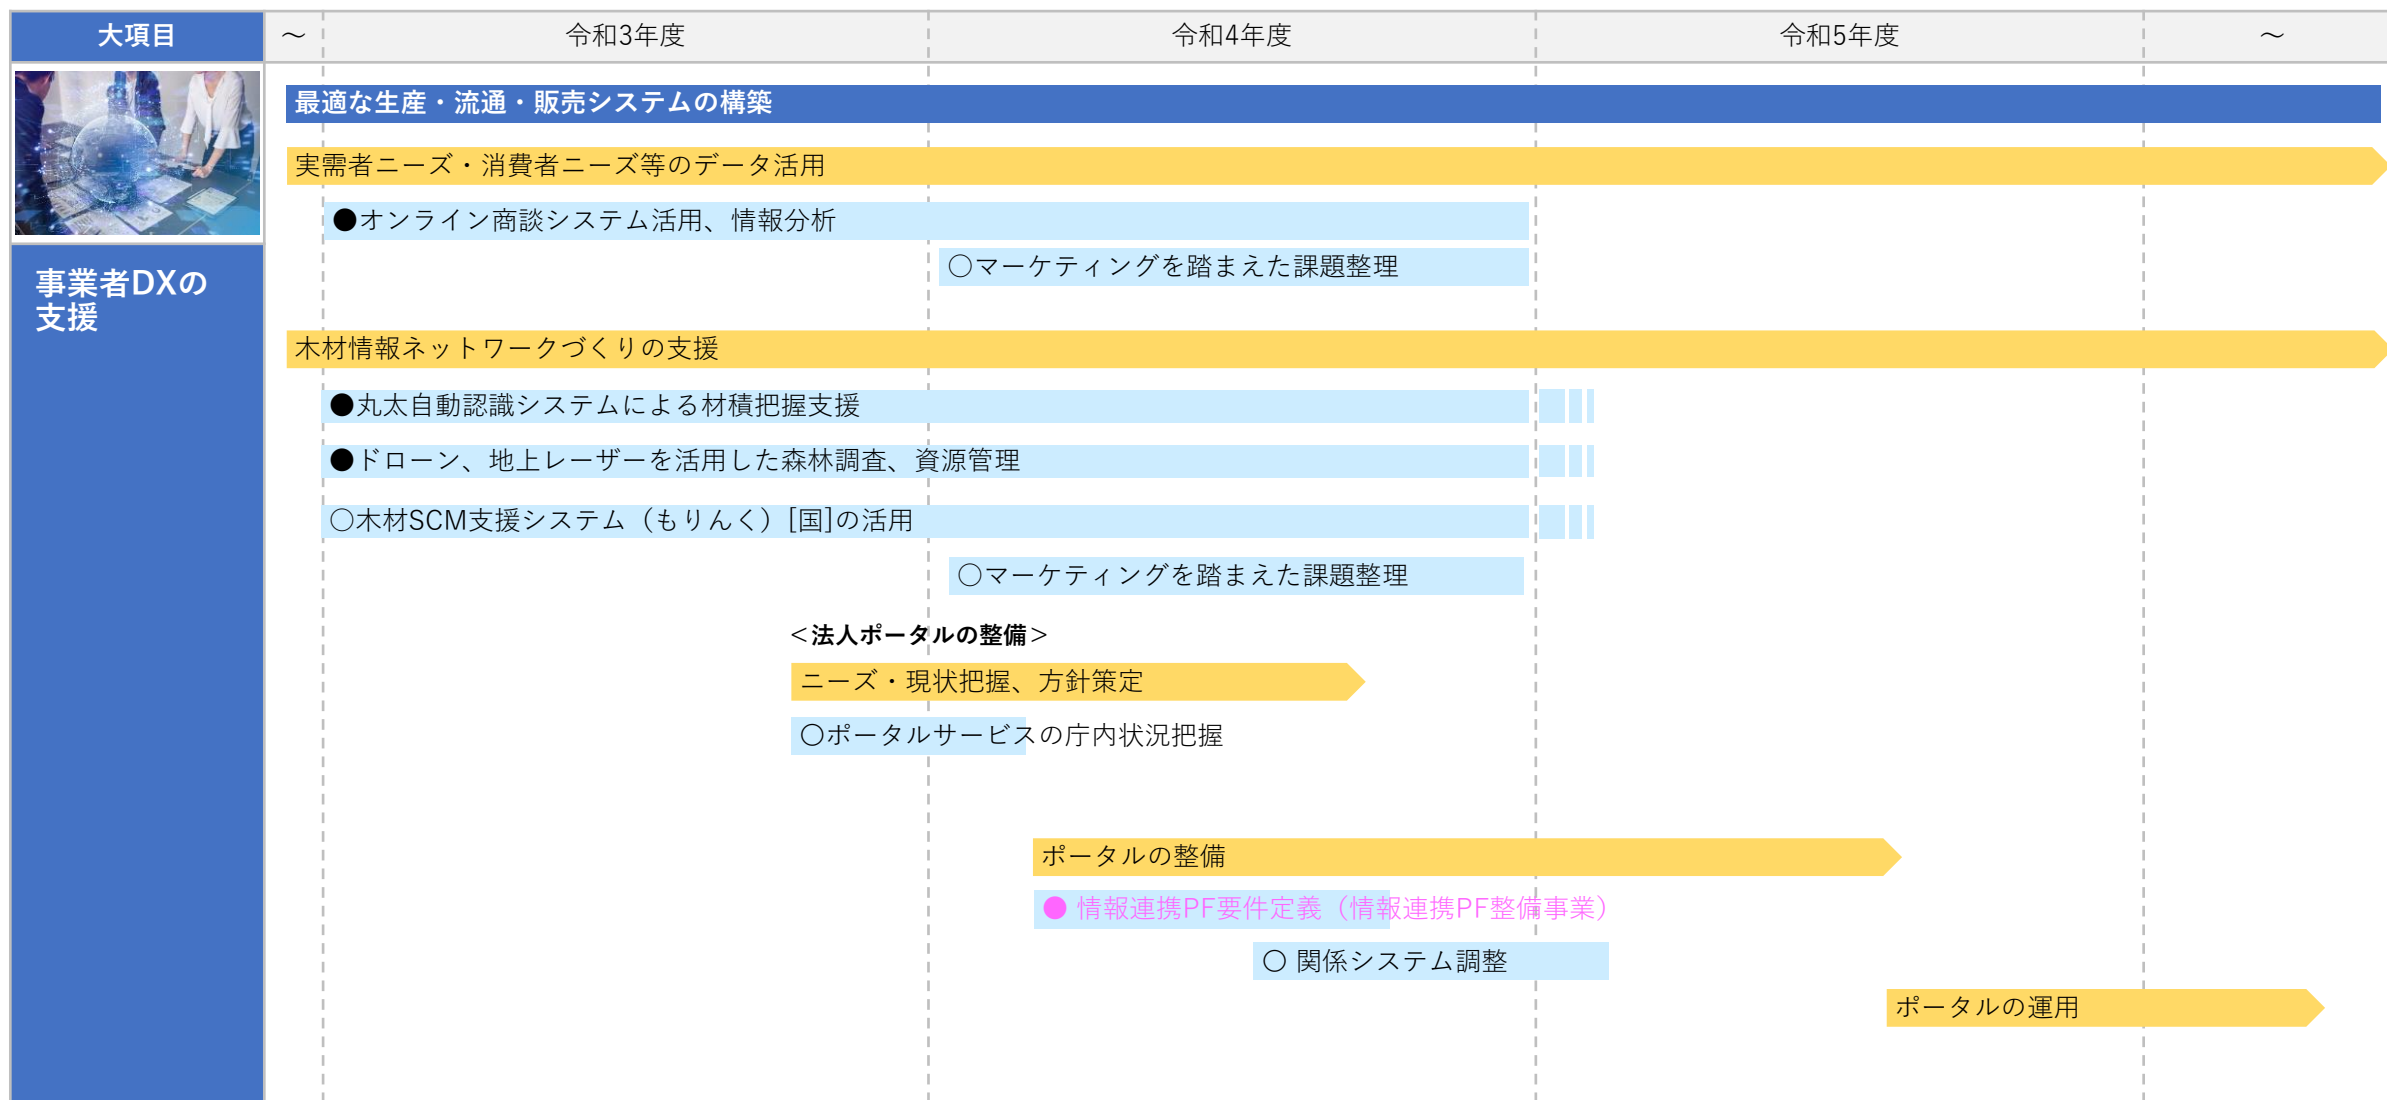 大項目
～
令和3年度
令和4年度
令和5年度
～
事業者DXの
支援
最適な生産・流通・販売システムの構築
実需者ニーズ・消費者ニーズ等のデータ活用
●オンライン商談システム活用、情報分析
○マーケティングを踏まえた課題整理
木材情報ネットワークづくりの支援
●丸太自動認識システムによる材積把握支援
●ドローン、地上レーザーを活用した森林調査、資源管理
○木材SCM支援システム（もりんく）[国]の活用
○マーケティングを踏まえた課題整理
＜法人ポータルの整備＞
ニーズ・現状把握、方針策定
○ポータルサービスの庁内状況把握
ポータルの整備
● 情報連携PF要件定義（情報連携PF整備事業）
○ 関係システム調整
ポータルの運用